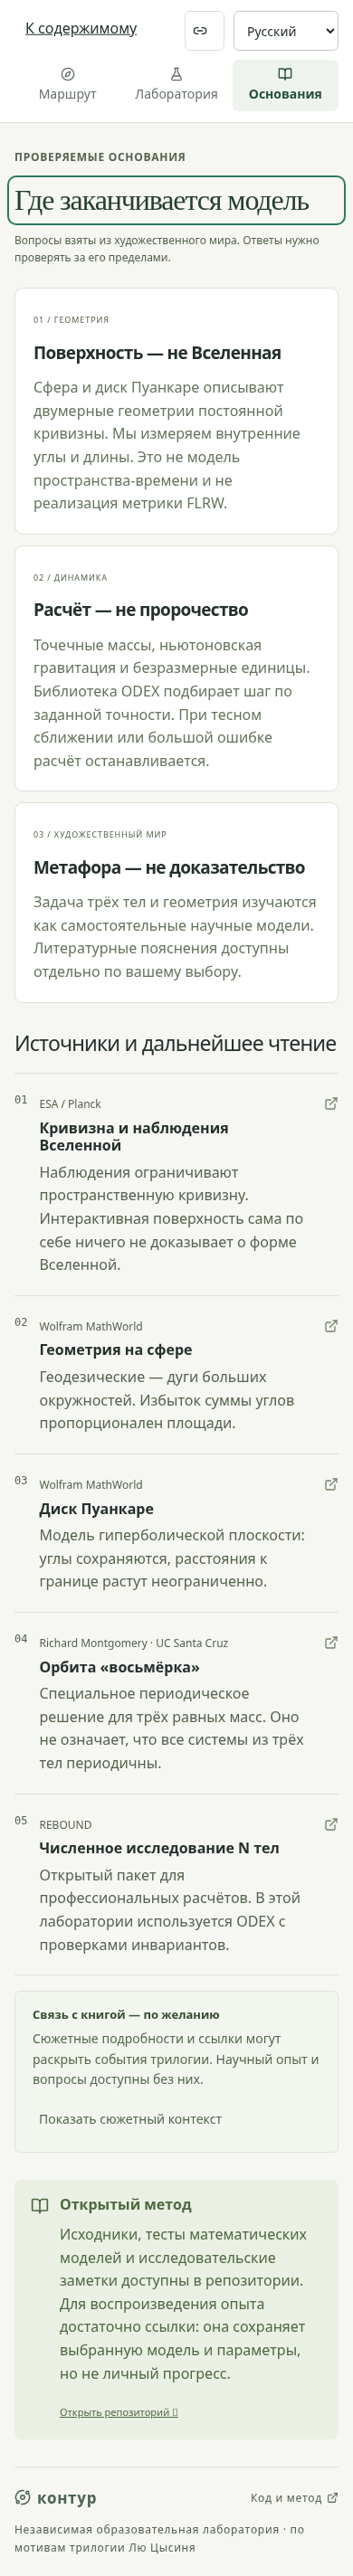 К содержимому
Русский
Маршрут
Лаборатория
Основания
ПРОВЕРЯЕМЫЕ ОСНОВАНИЯ
Где заканчивается модель
Вопросы взяты из художественного мира. Ответы нужно
проверять за его пределами.
01 / ГЕОМЕТРИЯ
Поверхность — не Вселенная
Сфера и диск Пуанкаре описывают
двумерные геометрии постоянной
кривизны. Мы измеряем внутренние
углы и длины. Это не модель
пространства-времени и не
реализация метрики FLRW.
02 / ДИНАМИКА
Расчёт — не пророчество
Точечные массы, ньютоновская
гравитация и безразмерные единицы.
Библиотека ODEX подбирает шаг по
заданной точности. При тесном
сближении или большой ошибке
расчёт останавливается.
03 / ХУДОЖЕСТВЕННЫЙ МИР
Метафора — не доказательство
Задача трёх тел и геометрия изучаются
как самостоятельные научные модели.
Литературные пояснения доступны
отдельно по вашему выбору.
Источники и дальнейшее чтение
01
ESA / Planck
Кривизна и наблюдения
Вселенной
Наблюдения ограничивают
пространственную кривизну.
Интерактивная поверхность сама по
себе ничего не доказывает о форме
Вселенной.
02
Wolfram MathWorld
Геометрия на сфере
Геодезические — дуги больших
окружностей. Избыток суммы углов
пропорционален площади.
03
Wolfram MathWorld
Диск Пуанкаре
Модель гиперболической плоскости:
углы сохраняются, расстояния к
границе растут неограниченно.
04
Richard Montgomery · UC Santa Cruz
Орбита «восьмёрка»
Специальное периодическое
решение для трёх равных масс. Оно
не означает, что все системы из трёх
тел периодичны.
05
REBOUND
Численное исследование N тел
Открытый пакет для
профессиональных расчётов. В этой
лаборатории используется ODEX с
проверками инвариантов.
Связь с книгой — по желанию
Сюжетные подробности и ссылки могут
раскрыть события трилогии. Научный опыт и
вопросы доступны без них.
Показать сюжетный контекст
Открытый метод
Исходники, тесты математических
моделей и исследовательские
заметки доступны в репозитории.
Для воспроизведения опыта
достаточно ссылки: она сохраняет
выбранную модель и параметры,
но не личный прогресс.
Открыть репозиторий
контур
Код и метод
Независимая образовательная лаборатория · по
мотивам трилогии Лю Цысиня